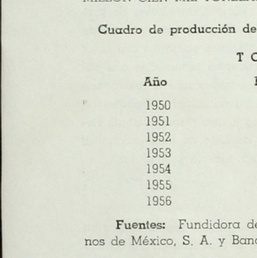 Cuadro de producción de
Año
1950
1951
1952
1953
1954
1955
1956
Fuentes: Fundidora de
nos de México, S. A. y Banc